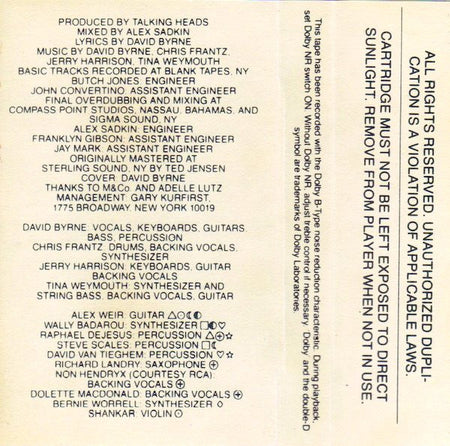 PRODUCED BY TALKING HEADS
MIXED BY ALEX SADKIN
LYRICS BY DAVID BYRNE
MUSIC BY DAVID BYRNE, CHRIS FRANTZ,
JERRY HARRISON, TINA WEYMOUTH
BASIC TRACKS RECORDED AT BLANK TAPES, NY
BUTCH JONES: ENGINEER
JOHN CONVERTINO: ASSISTANT ENGINEER
FINAL OVERDUBBING AND MIXING AT
COMPASS POINT STUDIOS, NASSAU, BAHAMAS, AND
SIGMA SOUND, NY
ALEX SADKIN: ENGINEER
FRANKLYN GIBSON: ASSISTANT ENGINEER
JAY MARK: ASSISTANT ENGINEER
ORIGINALLY MASTERED AT
STERLING SOUND, NY BY TED JENSEN
COVER: DAVID BYRNE
THANKS TO M&Co. AND ADELLE LUTZ
MANAGEMENT: GARY KURFIRST,
1775 BROADWAY, NEW YORK 10019
DAVID BYRNE: VOCALS, KEYBOARDS, GUITARS
BASS, PERCUSSION
CHRIS FRANTZ: DRUMS, BACKING VOCALS,
SYNTHESIZER
JERRY HARRISON: KEYBOARDS, GUITAR
BACKING VOCALS
TINA WEYMOUTH: SYNTHESIZER AND
STRING BASS, BACKING VOCALS, GUITAR
ALEX WEIR: GUITAR △⊙☾◐
WALLY BADAROU: SYNTHESIZER □◐♡
RAPHAEL DEJESUS: PERCUSSION △⊕☆
STEVE SCALES: PERCUSSION □☾
DAVID VAN TIEGHEM: PERCUSSION ♡☆
RICHARD LANDRY: SAXOPHONE ⊕
NON HENDRYX (COURTESY RCA):
BACKING VOCALS ⊕
DOLETTE MACDONALD: BACKING VOCALS ⊕
BERNIE WORRELL: SYNTHESIZER ◊
SHANKAR: VIOLIN ⊙
This tape has been recorded with the Dolby B-Type noise reduction characteristic. During playback,
set Dolby NR switch ON. Without Dolby NR, adjust treble control if necessary. Dolby and the double-D
symbol are trademarks of Dolby Laboratories.
ALL RIGHTS RESERVED. UNAUTHORIZED DUPLI-
CATION IS A VIOLATION OF APPLICABLE LAWS.
CARTRIDGE MUST NOT BE LEFT EXPOSED TO DIRECT
SUNLIGHT. REMOVE FROM PLAYER WHEN NOT IN USE.